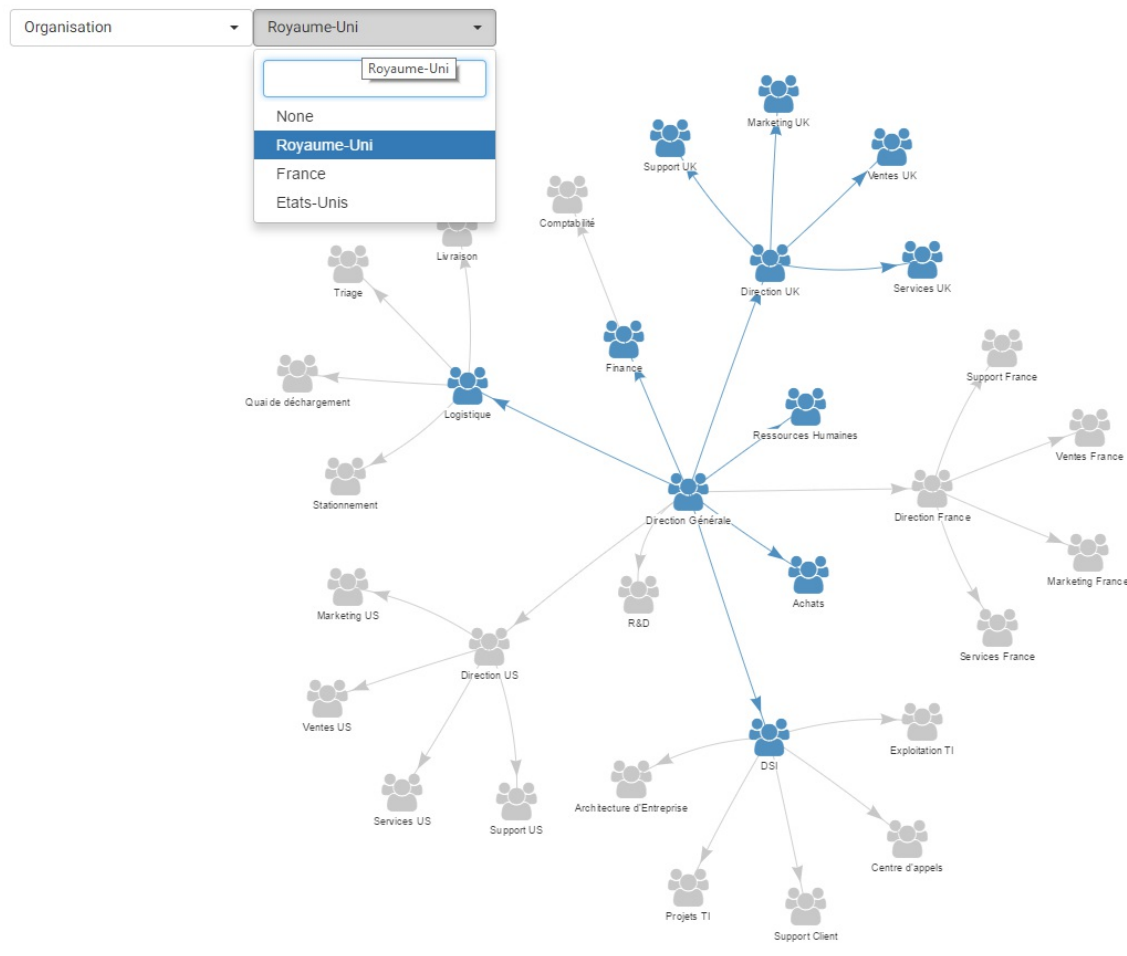 Organisation
Royaume-Uni
Royaume-Uni
None
Royaume-Uni
France
Etats-Unis
Marketing UK
Support UK
Ventes UK
Comptabilité
Livraison
Triage
Direction UK
Services UK
Finance
Support France
Quai de déchargement
Logistique
Ressources Humaines
Ventes France
Stationnement
Direction Générale
Direction France
Marketing France
Achats
Marketing US
R&D
Services France
Direction US
Ventes US
Exploitation TI
DSI
Architecture d'Entreprise
Services US
Support US
Centre d'appels
Projets TI
Support Client